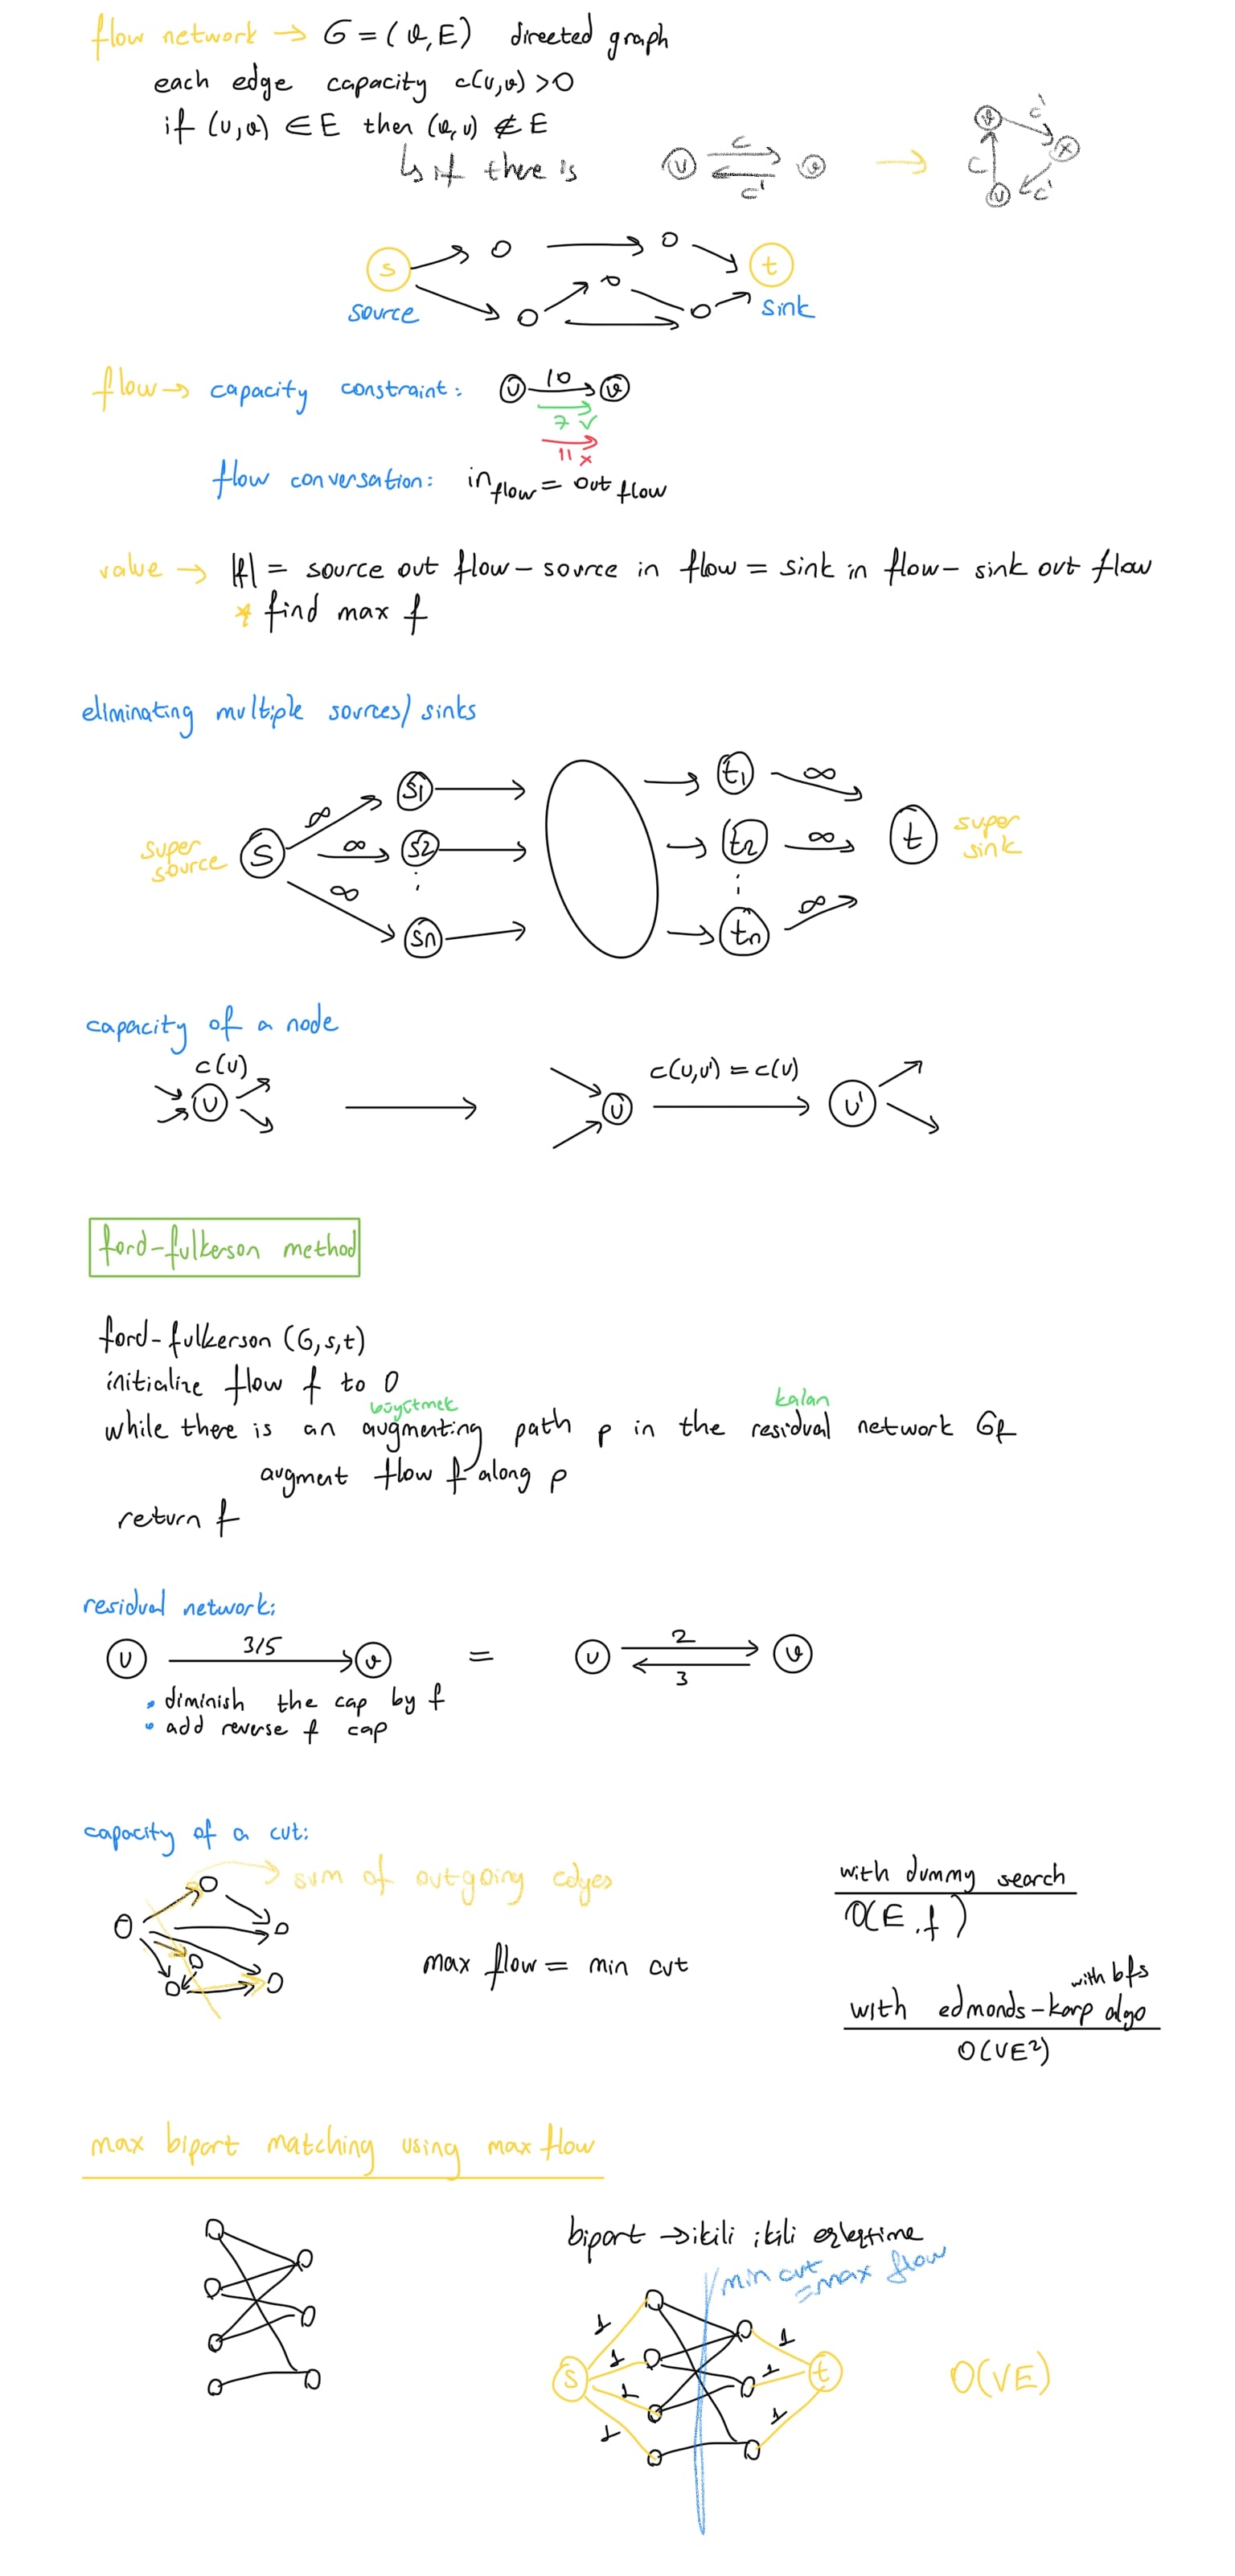 flow network → G = (V, E) directed graph
each edge capacity c(u,v) > 0
if (u,v) ∈ E then (v,u) ∉ E
↳ if there is u c v c' → v c' x c' u c
s t
source sink
flow → capacity constraint: u 10 v
7 ✓
11 x
flow conversation: in flow = out flow
value → |f| = source out flow - source in flow = sink in flow - sink out flow
* find max f
eliminating multiple sources/sinks
super source s ∞ s1 t1 ∞ t super sink
∞ s2 t2 ∞
∞ sn tn ∞
capacity of a node
c(u) c(u,u') = c(u)
u u u'
ford-fulkerson method
ford-fulkerson (G,s,t)
initialize flow f to 0
büyütmek kalan
while there is an augmenting path p in the residual network Gf
augment flow f along p
return f
residual network:
u 3/5 v = u 2 v
3
• diminish the cap by f
• add reverse f cap
capacity of a cut:
→ sum of outgoing edges
max flow = min cut
with dummy search
O(E.f)
with bfs
with edmonds-karp algo
O(VE²)
max bipart matching using max flow
bipart → ikili ikili eşleştirme
min cut
= max flow
1 1
s 1 1 t O(VE)
1 1
1